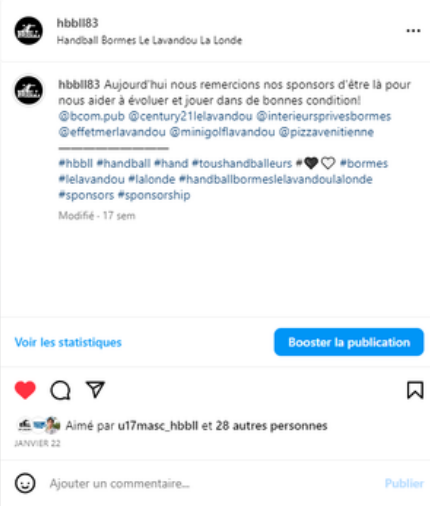 hbbll83
Handball Bormes Le Lavandou La Londe
hbbll83 Aujourd'hui nous remercions nos sponsors d'être là pour
nous aider à évoluer et jouer dans de bonnes condition!
@bcom.pub @century21lelavandou @interieursprivesbormes
@effetmerlavandou @minigolflavandou @pizzavenitienne
——————————
#hbbll #handball #hand #toushandballeurs #🖤🤍 #bormes
#lelavandou #lalonde #handballbormeslelavandoulalonde
#sponsors #sponsorship
Modifié · 17 sem
Voir les statistiques
Booster la publication
Aimé par u17masc_hbbll et 28 autres personnes
JANVIER 22
Ajouter un commentaire...
Publier